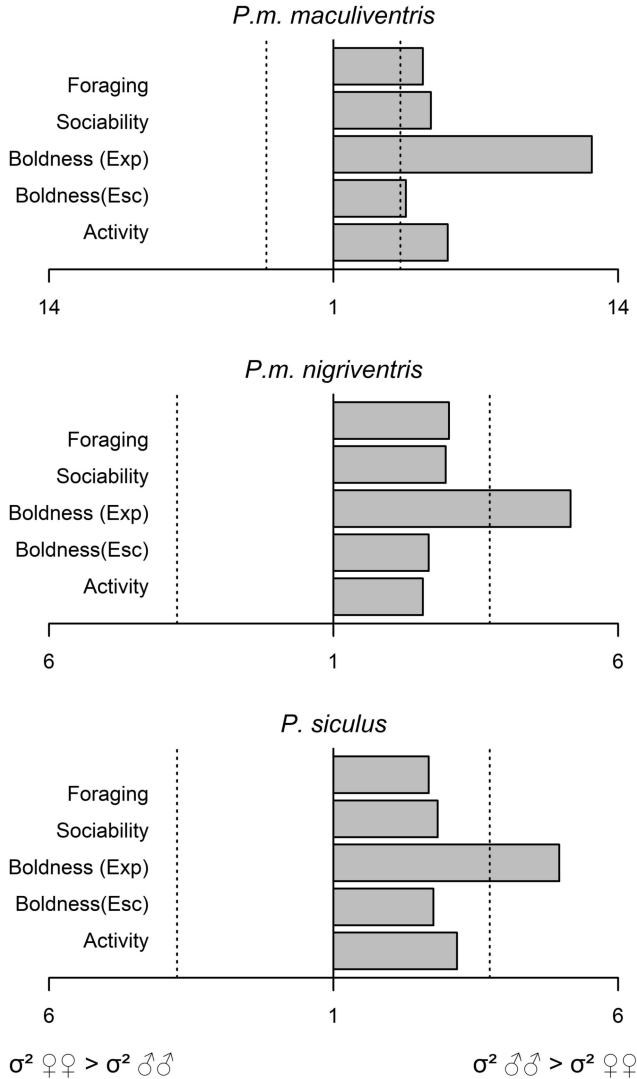 P.m. maculiventris
Foraging
Sociability
Boldness (Exp)
Boldness(Esc)
Activity
14 1 14
P.m. nigriventris
Foraging
Sociability
Boldness (Exp)
Boldness(Esc)
Activity
6 1 6
P. siculus
Foraging
Sociability
Boldness (Exp)
Boldness(Esc)
Activity
6 1 6
σ² ♀♀ > σ² ♂♂ σ² ♂♂ > σ² ♀♀